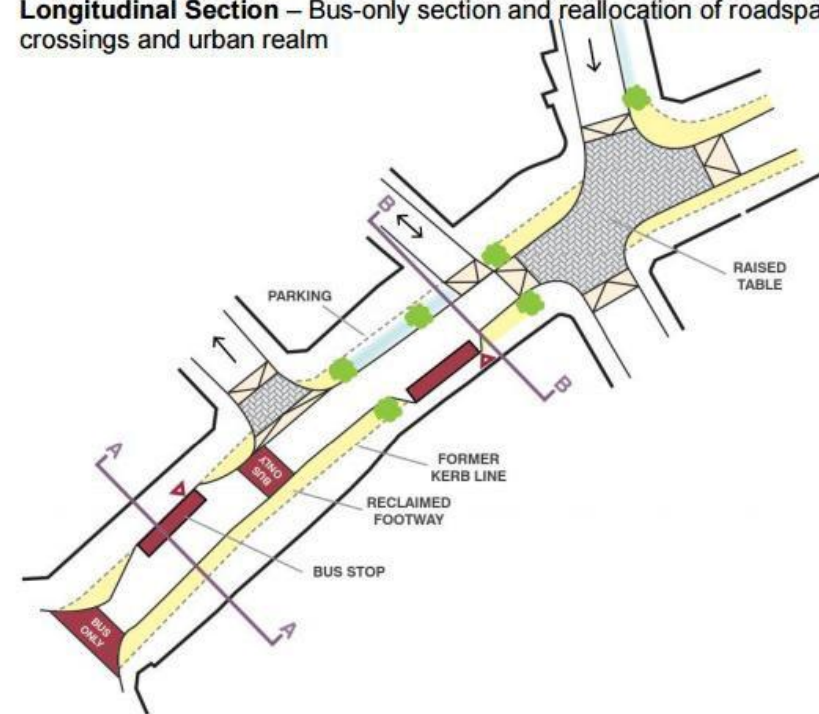 Longitudinal Section – Bus-only section and reallocation of roadspa
crossings and urban realm
B
RAISED
TABLE
PARKING
B
A
BUS
ONLY
FORMER
KERB LINE
RECLAIMED
FOOTWAY
BUS STOP
BUS
ONLY
A